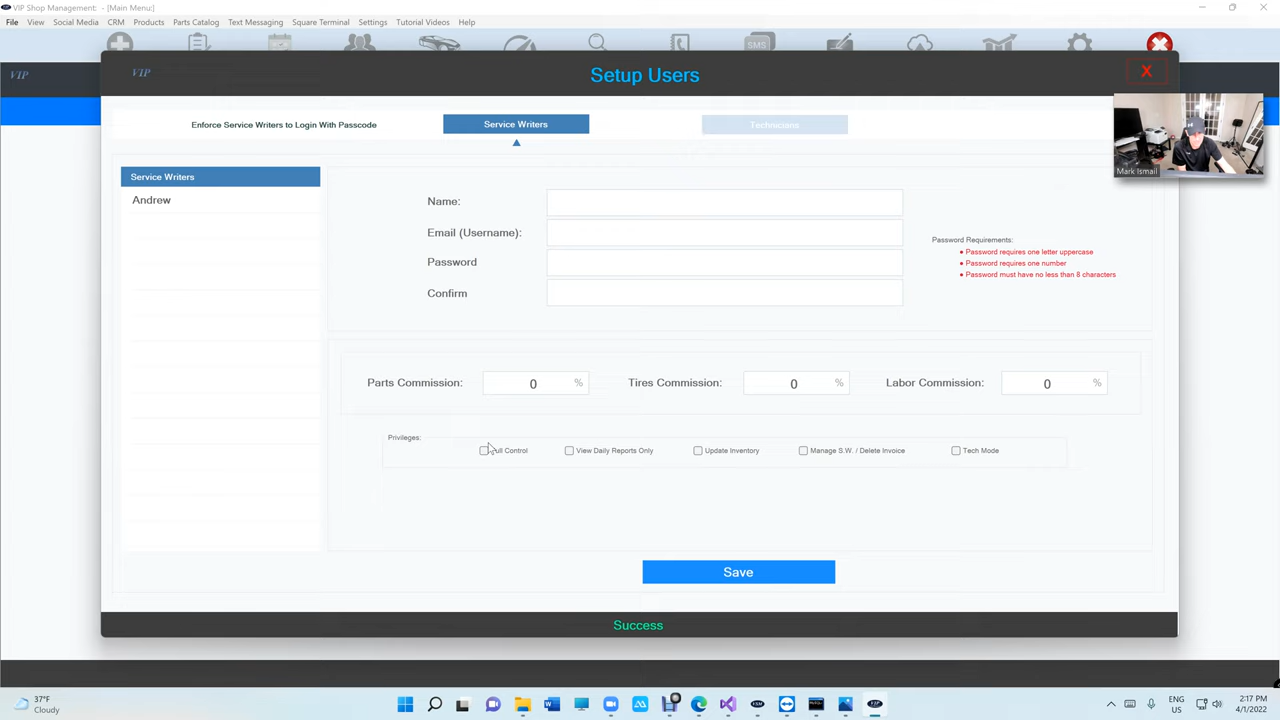 VIP Shop Management: - [Main Menu:]
File View Social Media CRM Products Parts Catalog Text Messaging Square Terminal Settings Tutorial Videos Help
SMS
VIP
VIP
Setup Users
X
Enforce Service Writers to Login With Passcode
Service Writers
Technicians
Mark Ismail
Service Writers
Andrew
Name:
Email (Username):
Password
Confirm
Password Requirements:
Password requires one letter uppercase
Password requires one number
Password must have no less than 8 characters
Parts Commission: 0 %
Tires Commission: 0 %
Labor Commission: 0 %
Privileges:
Full Control
View Daily Reports Only
Update Inventory
Manage S.W. / Delete Invoice
Tech Mode
Save
Success
37°F
Cloudy
ENG
US
2:17 PM
4/1/2022